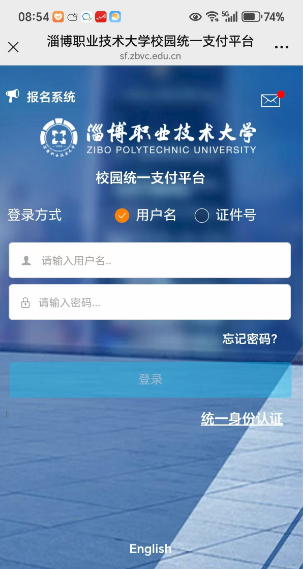 08:54 5G 74%
淄博职业技术大学校园统一支付平台
sf.zbvc.edu.cn
报名系统
淄博职业技术大学
ZIBO POLYTECHNIC UNIVERSITY
校园统一支付平台
登录方式 用户名 证件号
请输入用户名..
请输入密码...
忘记密码?
登录
统一身份认证
English